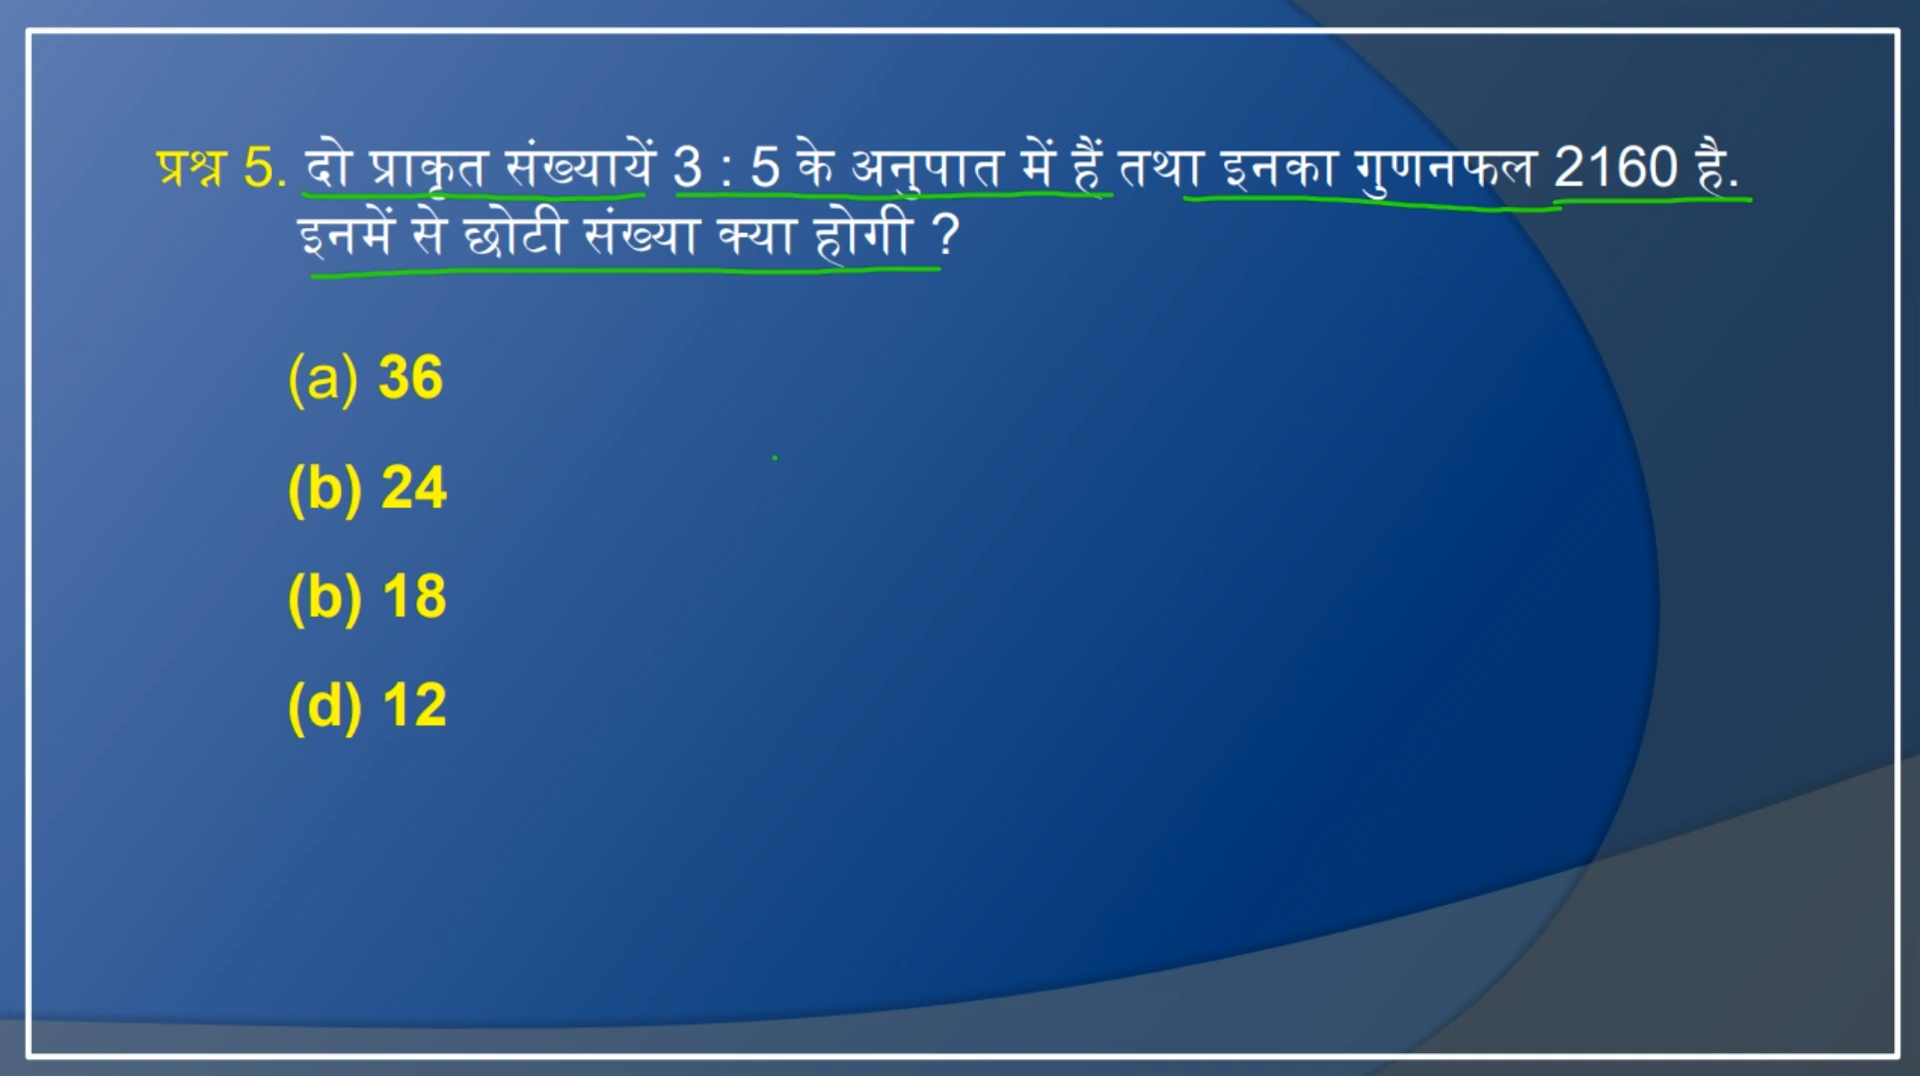 प्रश्न 5. दो प्राकृत संख्यायें 3 : 5 के अनुपात में हैं तथा इनका गुणनफल 2160 है.
इनमें से छोटी संख्या क्या होगी ?
(a) 36
(b) 24
(b) 18
(d) 12